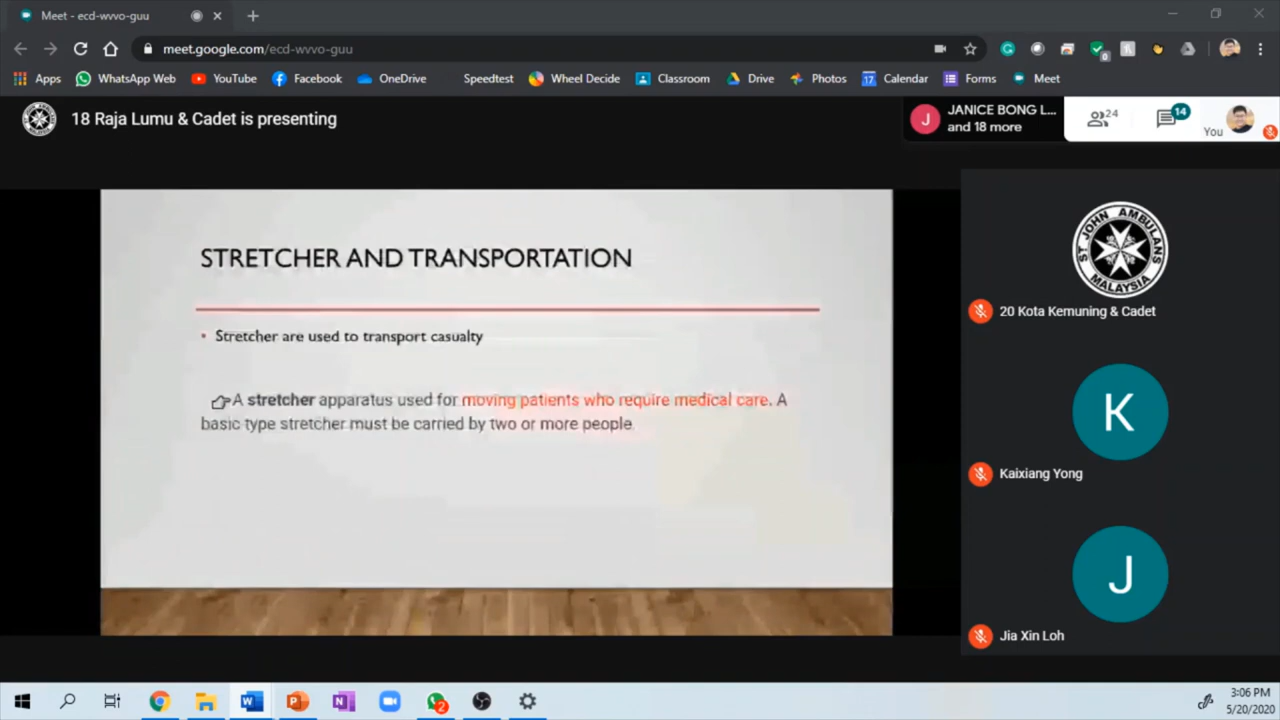 Meet - ecd-wvvo-guu
meet.google.com/ecd-wvvo-guu
0
Apps WhatsApp Web YouTube Facebook OneDrive Speedtest Wheel Decide Classroom Drive 17 Calendar Forms Meet
18 Raja Lumu & Cadet is presenting
J JANICE BONG L...
and 18 more
24
14
You
STRETCHER AND TRANSPORTATION
• Stretcher are used to transport casualty
A stretcher apparatus used for moving patients who require medical care. A
basic type stretcher must be carried by two or more people
ST JOHN AMBULANS
MALAYSIA
20 Kota Kemuning & Cadet
K
Kaixiang Yong
J
Jia Xin Loh
2
3:06 PM
5/20/2020